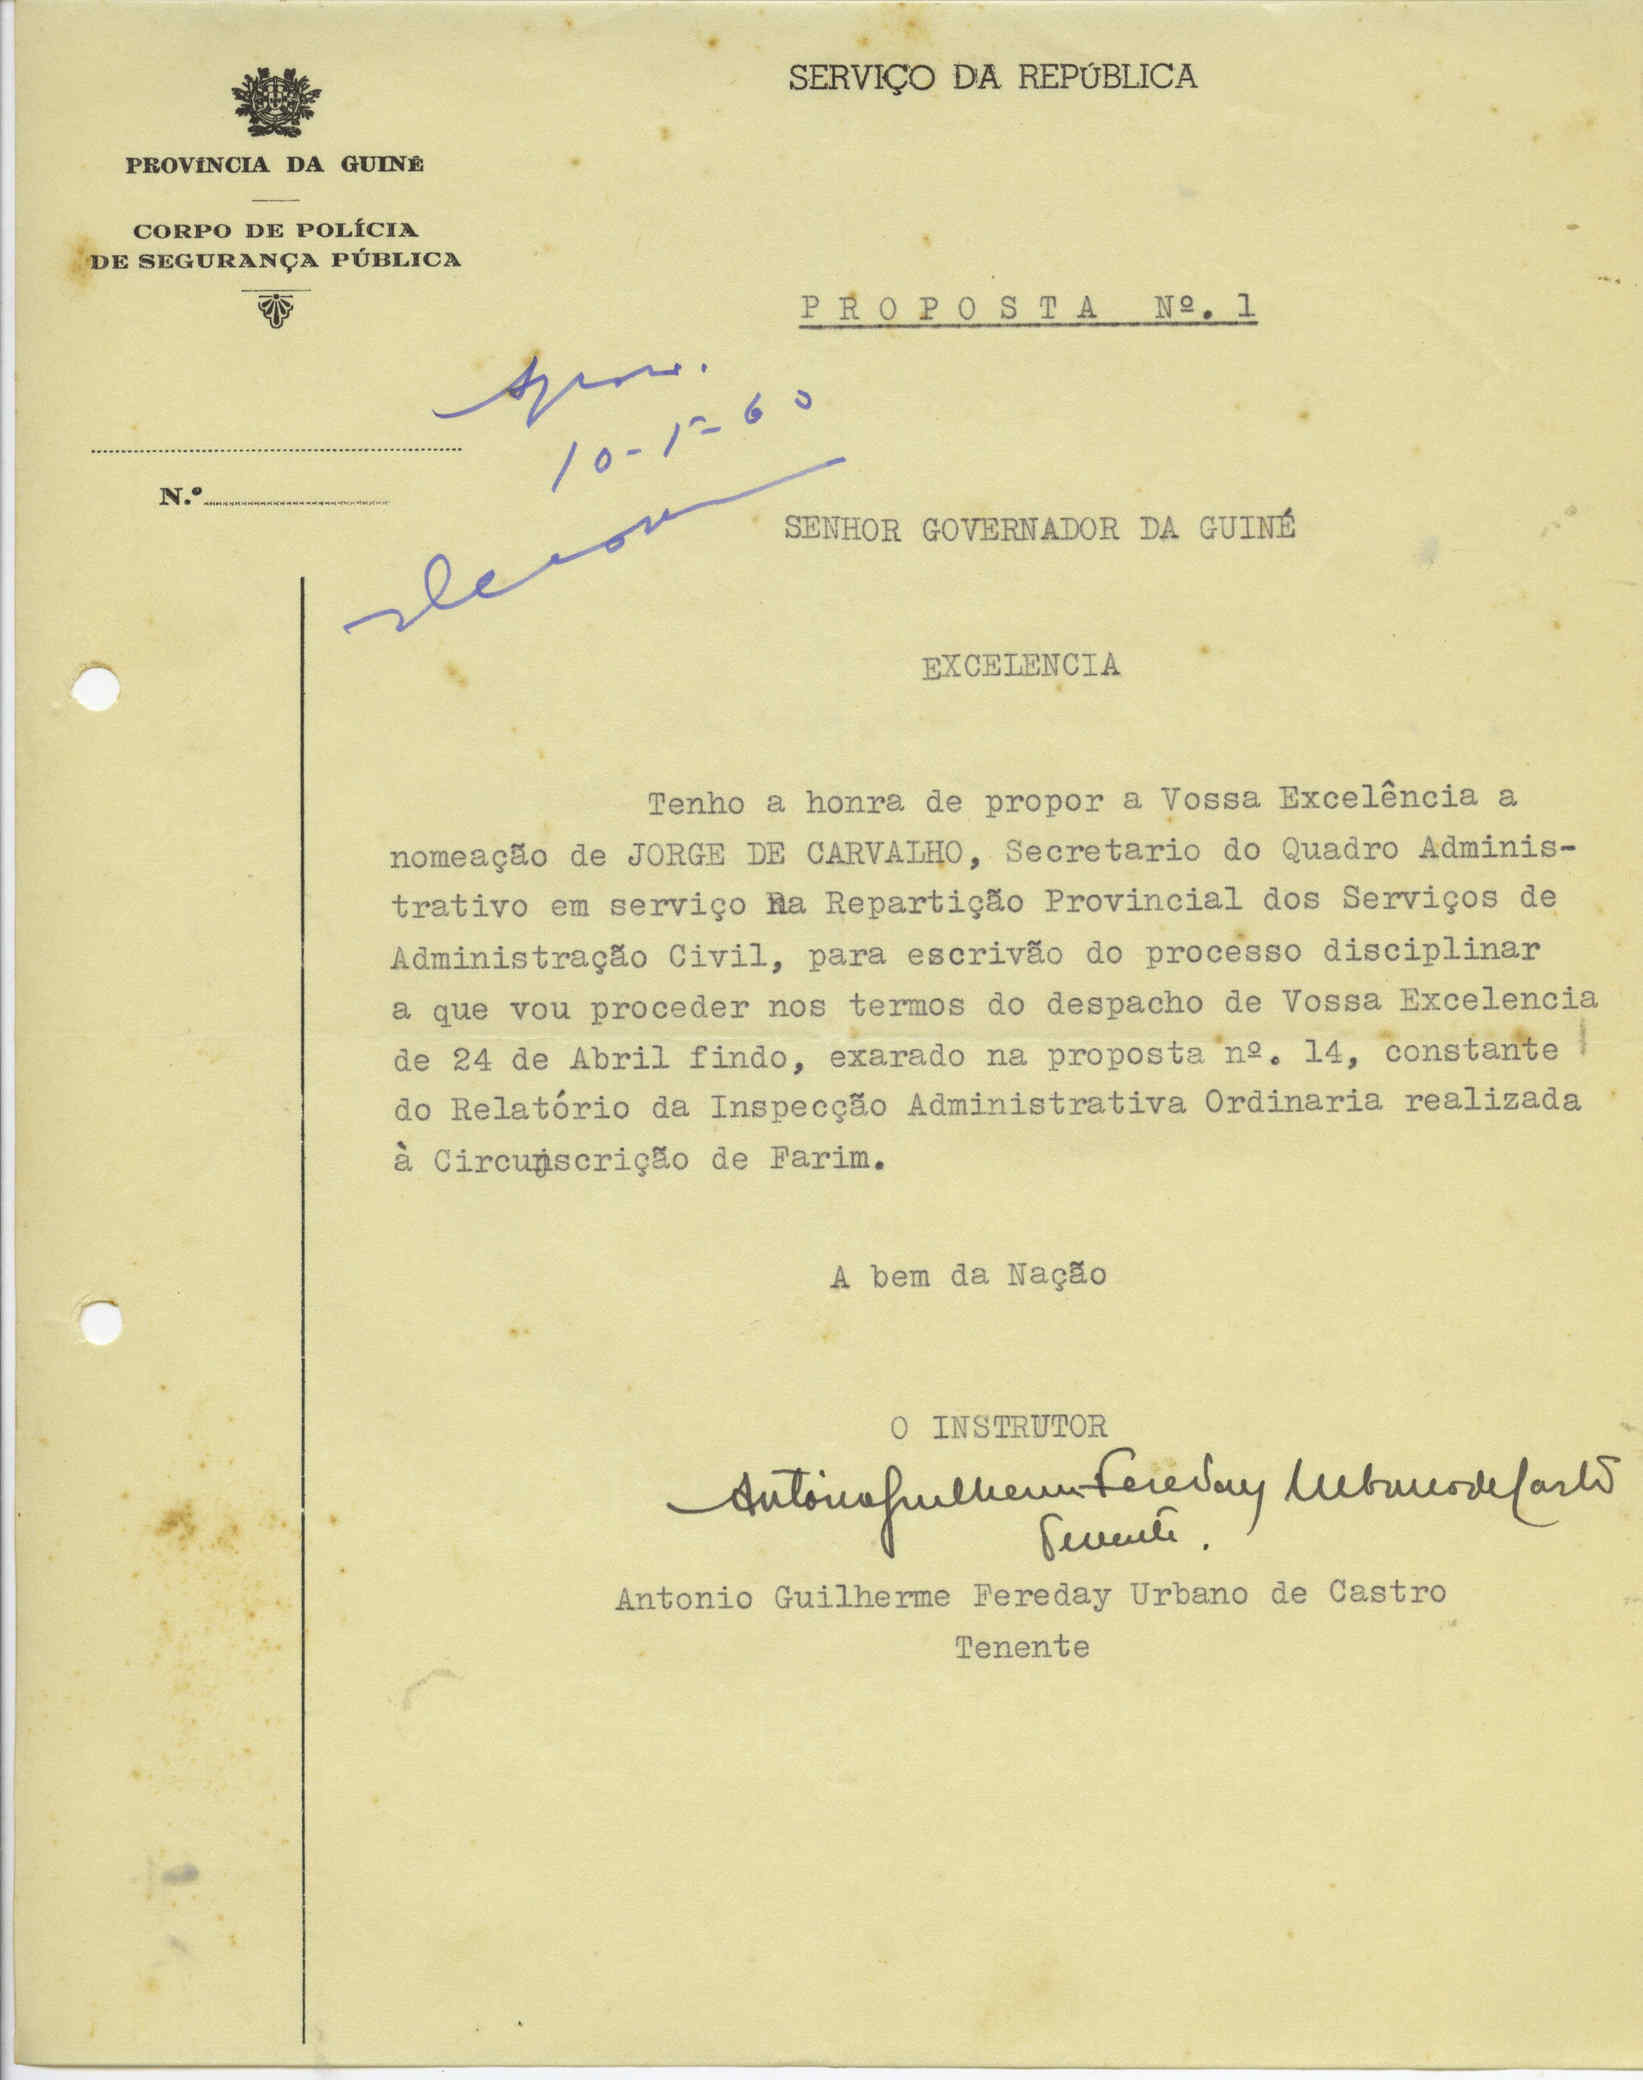 SERVIÇO DA REPÚBLICA
PROVÍNCIA DA GUINÉ
CORPO DE POLÍCIA
DE SEGURANÇA PÚBLICA
PROPOSTA Nº. 1
10-5-60
N.º
SENHOR GOVERNADOR DA GUINÉ
EXCELENCIA
Tenho a honra de propor a Vossa Excelência a
nomeação de JORGE DE CARVALHO, Secretario do Quadro Adminis-
trativo em serviço na Repartição Provincial dos Serviços de
Administração Civil, para escrivão do processo disciplinar
a que vou proceder nos termos do despacho de Vossa Excelencia
de 24 de Abril findo, exarado na proposta nº. 14, constante
do Relatório da Inspecção Administrativa Ordinaria realizada
à Circunscrição de Farim.
A bem da Nação
O INSTRUTOR
Antonio Guilherme Fereday Urbano de Castro
Tenente.
Antonio Guilherme Fereday Urbano de Castro
Tenente